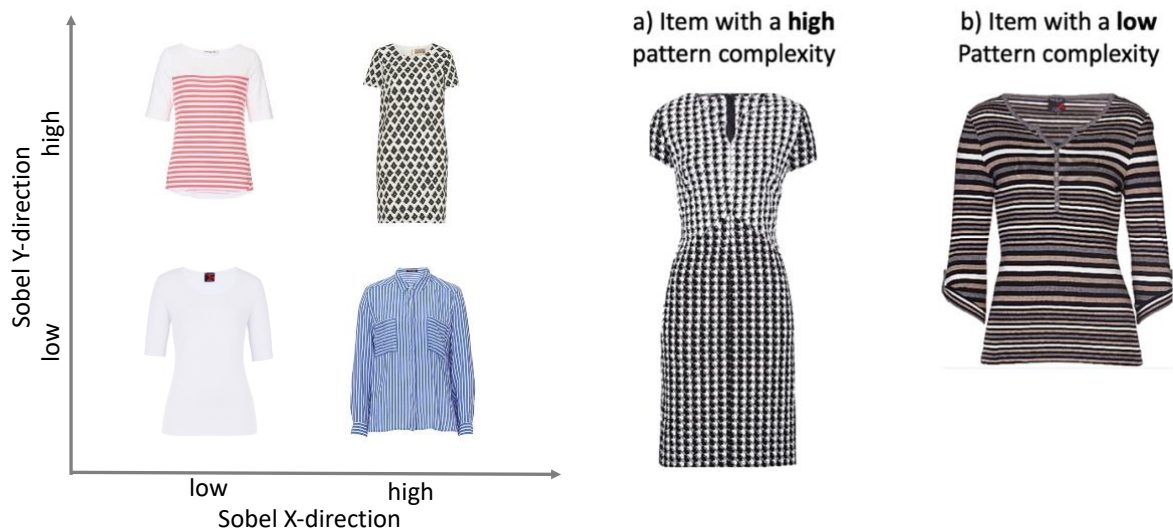 high
Sobel Y-direction
low
low
high
Sobel X-direction
a) Item with a high
pattern complexity
b) Item with a low
Pattern complexity